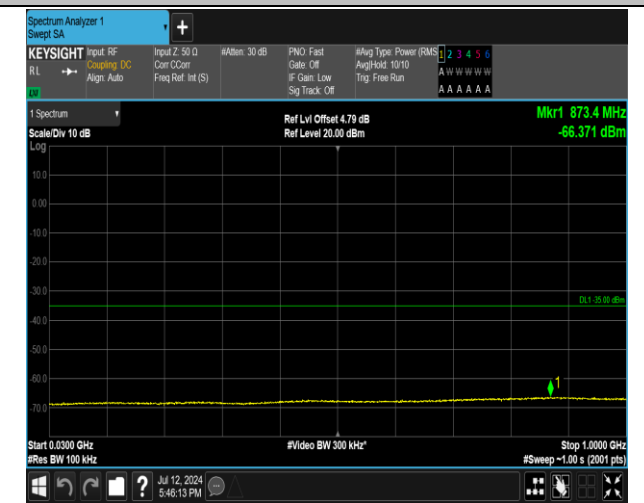 Spectrum Analyzer 1
Swept SA
+
KEYSIGHT
Input: RF
Coupling: DC
Align: Auto
Input Z: 50 Ω
Corr CCorr
Freq Ref: Int (S)
#Atten: 30 dB
PNO: Fast
Gate: Off
IF Gain: Low
Sig Track: Off
#Avg Type: Power (RMS
Avg|Hold: 10/10
Trig: Free Run
1 2 3 4 5 6
A W W W W W
A A A A A A
R L
1 Spectrum
Scale/Div 10 dB
Ref Lvl Offset 4.79 dB
Ref Level 20.00 dBm
Mkr1 873.4 MHz
-66.371 dBm
Log
10.0
0.00
-10.0
-20.0
-30.0
DL1 -35.00 dBm
-40.0
-50.0
-60.0
1
-70.0
Start 0.0300 GHz
#Res BW 100 kHz
#Video BW 300 kHz*
Stop 1.0000 GHz
#Sweep ~1.00 s (2001 pts)
?
Jul 12, 2024
5:46:13 PM